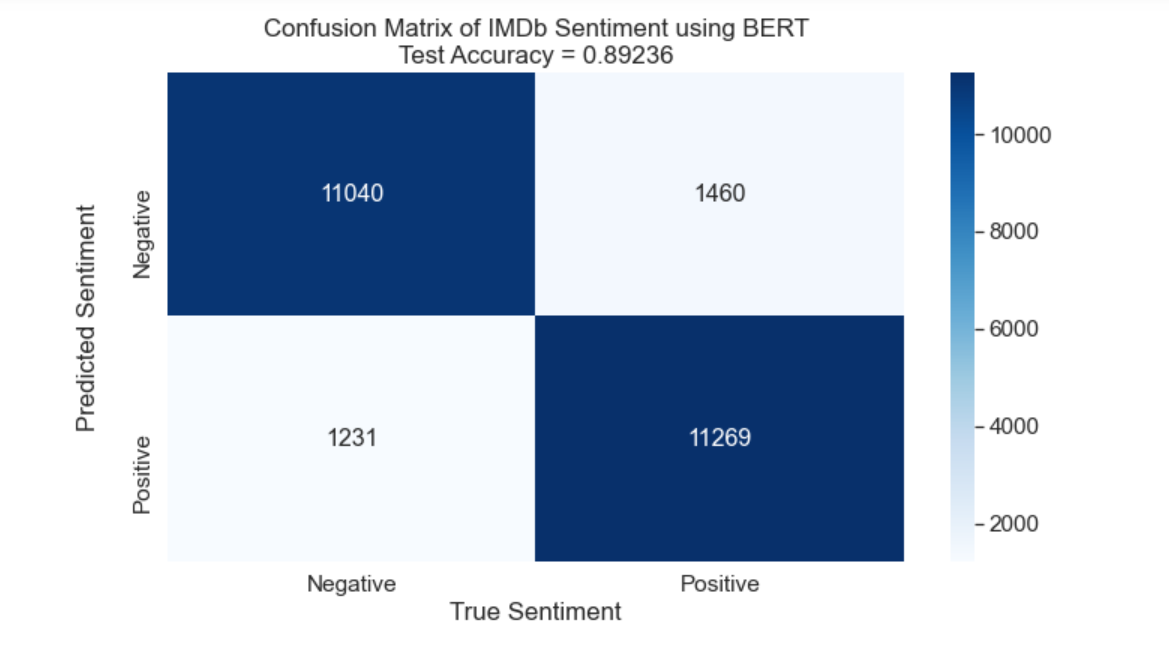 Confusion Matrix of IMDb Sentiment using BERT
Test Accuracy = 0.89236
Predicted Sentiment
Negative
Positive
11040
1460
1231
11269
Negative
Positive
True Sentiment
10000
8000
6000
4000
2000